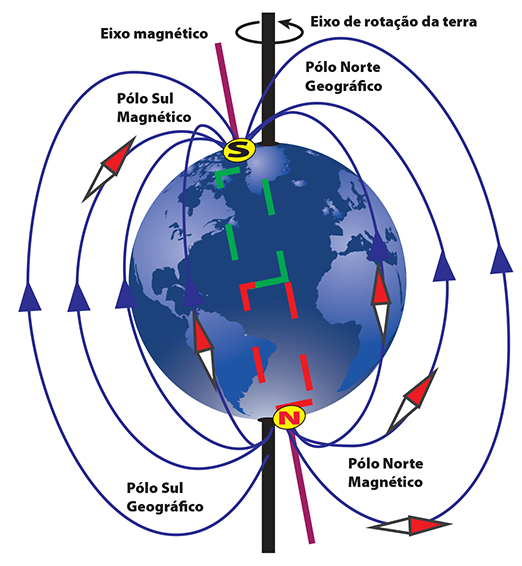 Eixo de rotação da terra
Eixo magnético
Pólo Norte
Geográfico
Pólo Sul
Magnético
S
N
Pólo Norte
Magnético
Pólo Sul
Geográfico